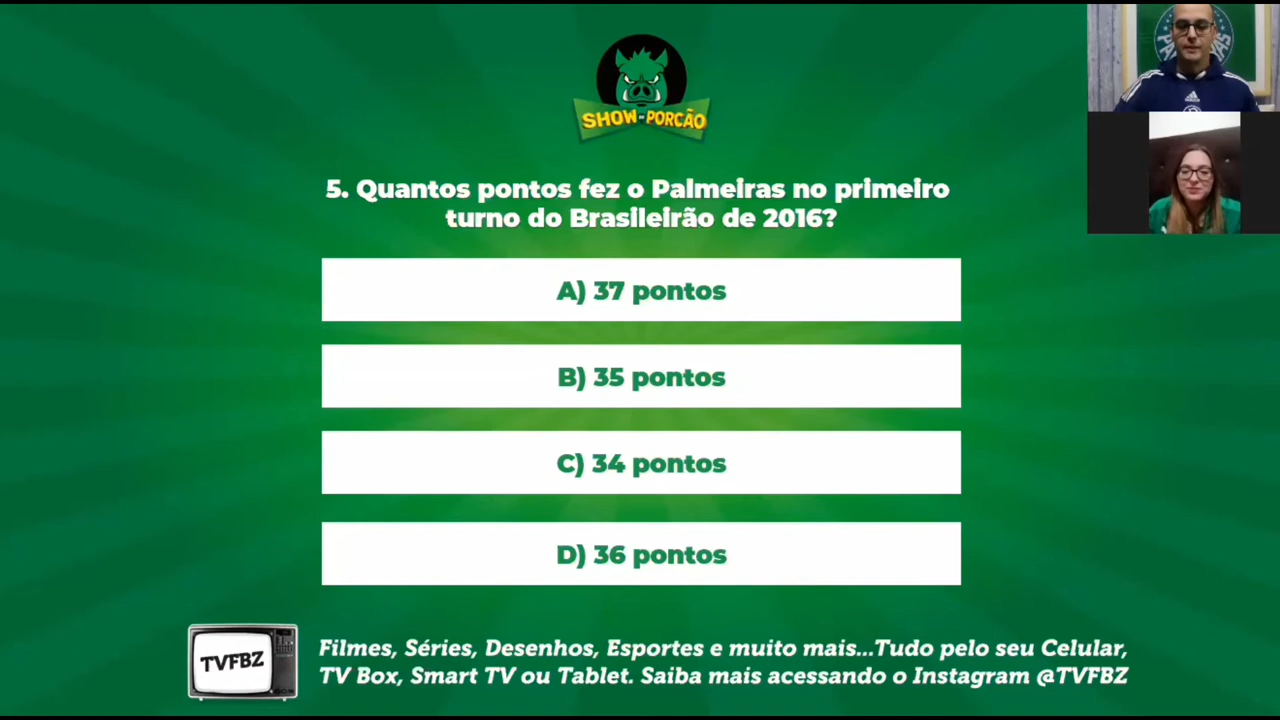 SHOW-PORCÃO
5. Quantos pontos fez o Palmeiras no primeiro
turno do Brasileirão de 2016?
A) 37 pontos
B) 35 pontos
C) 34 pontos
D) 36 pontos
TVFBZ
Filmes, Séries, Desenhos, Esportes e muito mais...Tudo pelo seu Celular,
TV Box, Smart TV ou Tablet. Saiba mais acessando o Instagram @TVFBZ